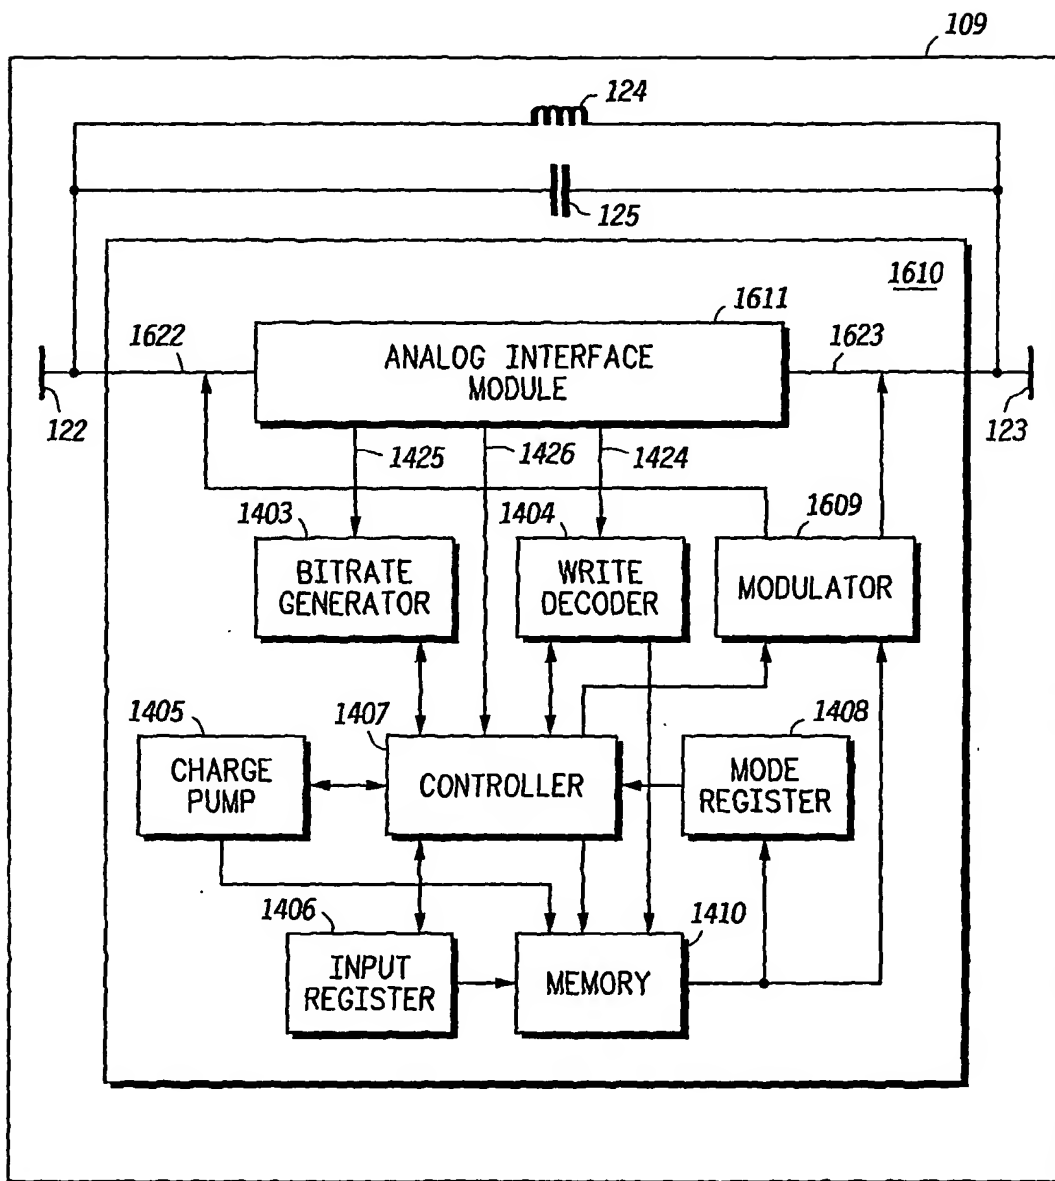 109
124
125
1610
1611
1622
ANALOG INTERFACE
MODULE
1623
122
123
1425
1426
1424
1403
1404
1609
BITRATE
GENERATOR
WRITE
DECODER
MODULATOR
1405
1407
1408
CHARGE
PUMP
CONTROLLER
MODE
REGISTER
1406
1410
INPUT
REGISTER
MEMORY